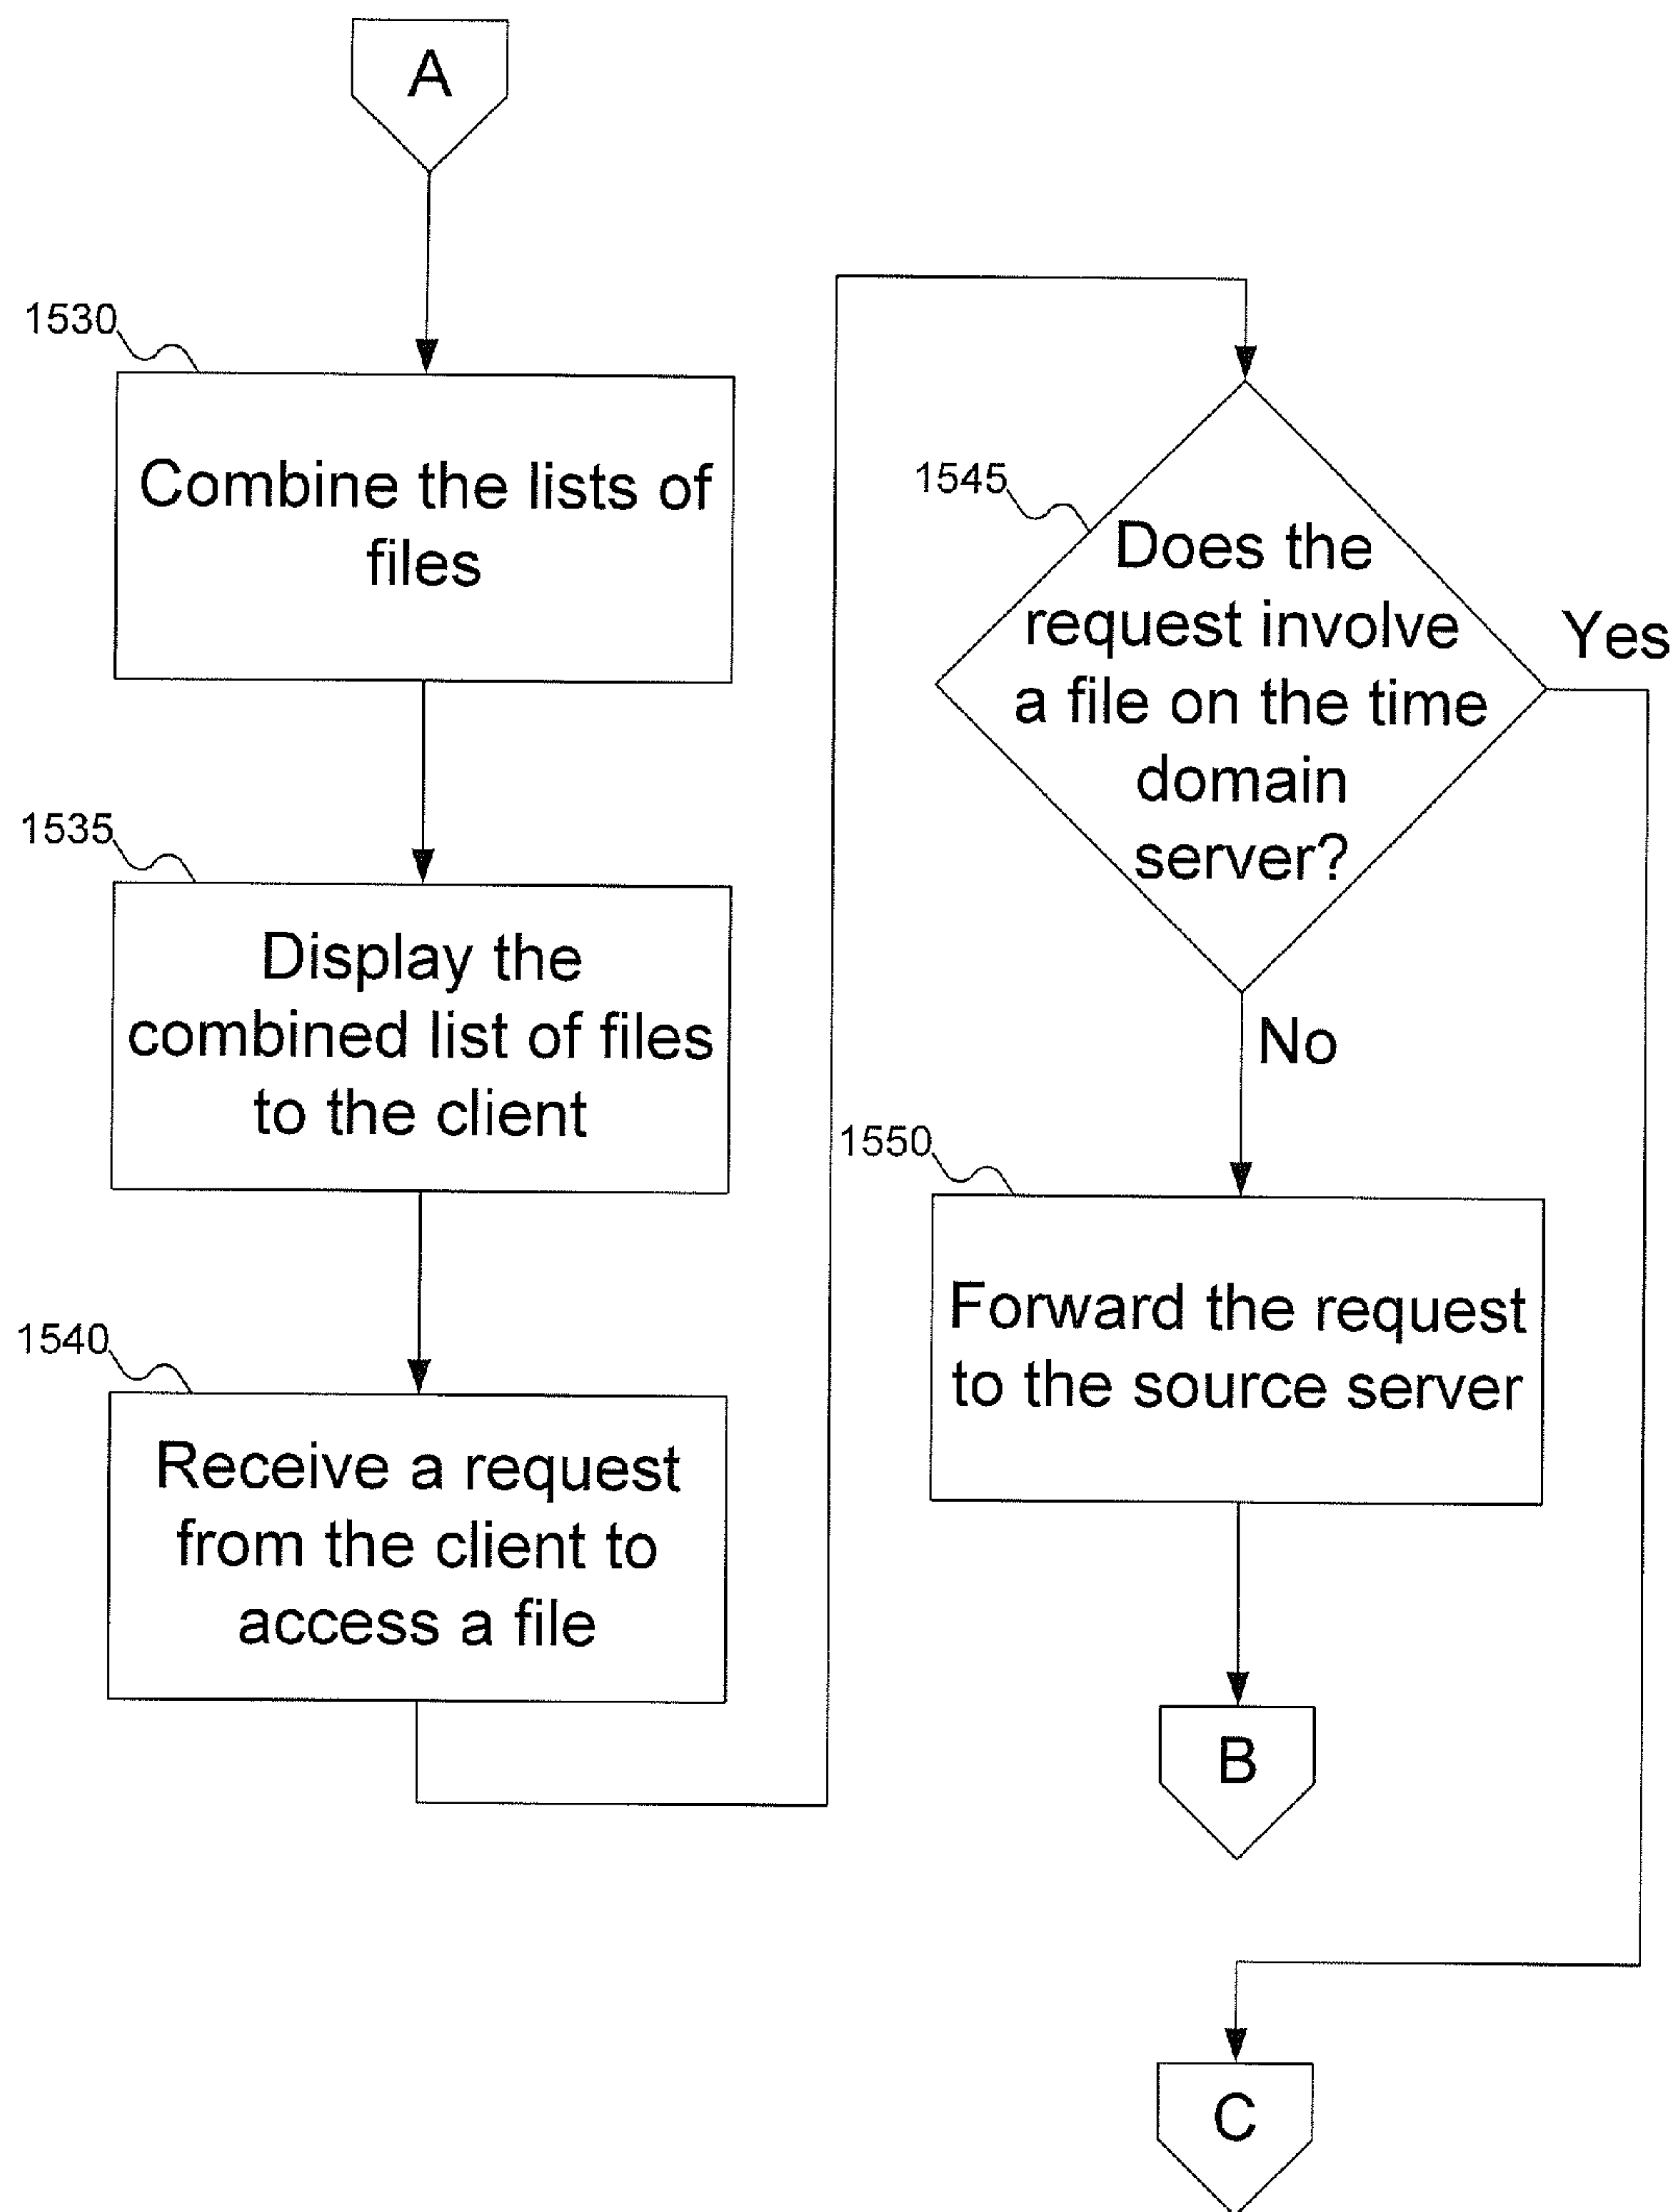 A
1530
Combine the lists of
files
1535
Display the
combined list of files
to the client
1540
Receive a request
from the client to
access a file
1545
Does the
request involve
a file on the time
domain
server?
Yes
No
1550
Forward the request
to the source server
B
C